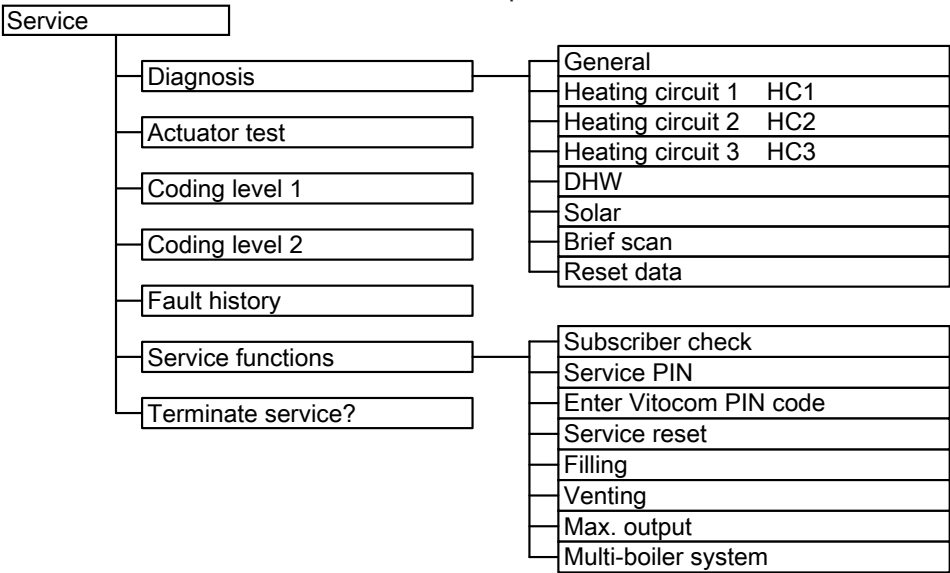 Service
Diagnosis
General
Heating circuit 1 HC1
Heating circuit 2 HC2
Heating circuit 3 HC3
DHW
Solar
Brief scan
Reset data
Actuator test
Coding level 1
Coding level 2
Fault history
Service functions
Subscriber check
Service PIN
Enter Vitocom PIN code
Service reset
Filling
Venting
Max. output
Multi-boiler system
Terminate service?